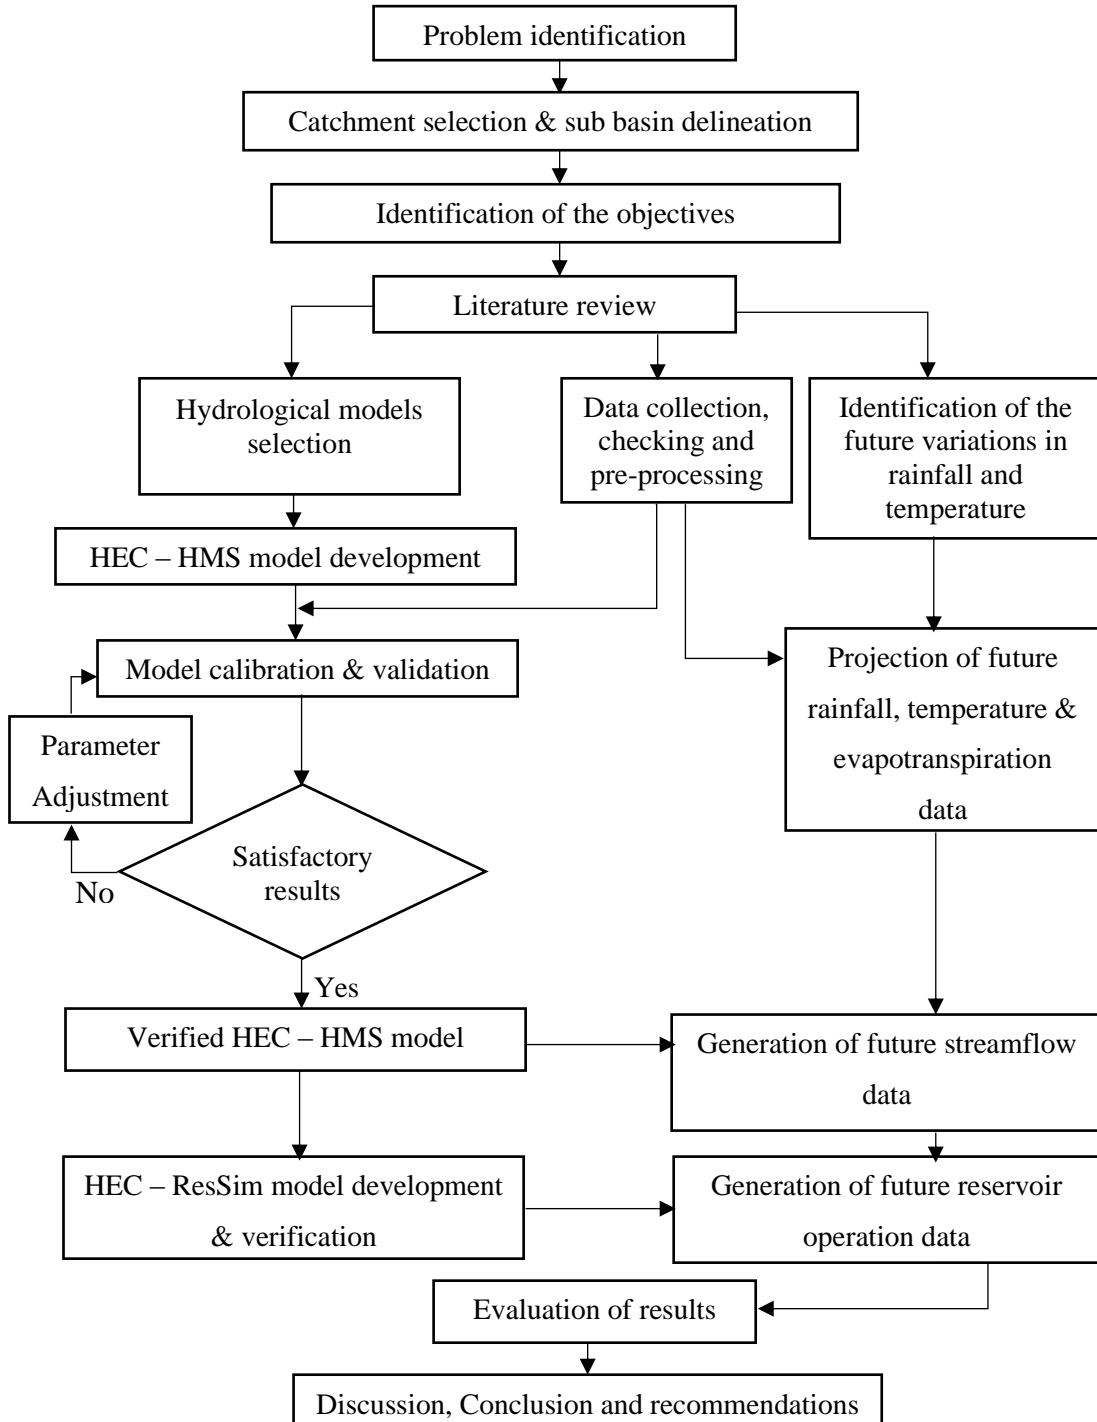 Problem identification
Catchment selection & sub basin delineation
Identification of the objectives
Literature review
Hydrological models
selection
Data collection,
checking and
pre-processing
Identification of the
future variations in
rainfall and
temperature
HEC – HMS model development
Model calibration & validation
Projection of future
rainfall, temperature &
evapotranspiration
data
Parameter
Adjustment
Satisfactory
results
No
Yes
Verified HEC – HMS model
Generation of future streamflow
data
HEC – ResSim model development
& verification
Generation of future reservoir
operation data
Evaluation of results
Discussion, Conclusion and recommendations